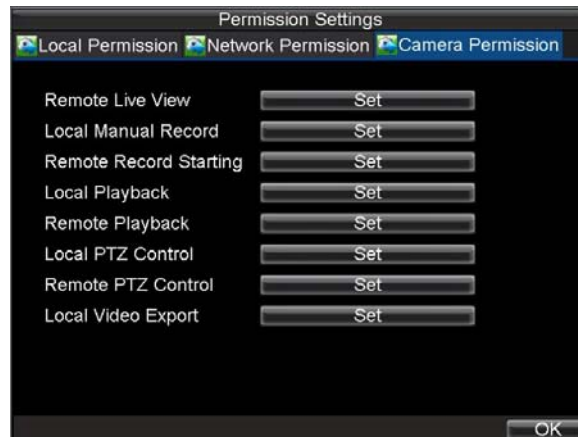 Permission Settings
Local Permission Network Permission Camera Permission
Remote Live View Set
Local Manual Record Set
Remote Record Starting Set
Local Playback Set
Remote Playback Set
Local PTZ Control Set
Remote PTZ Control Set
Local Video Export Set
OK